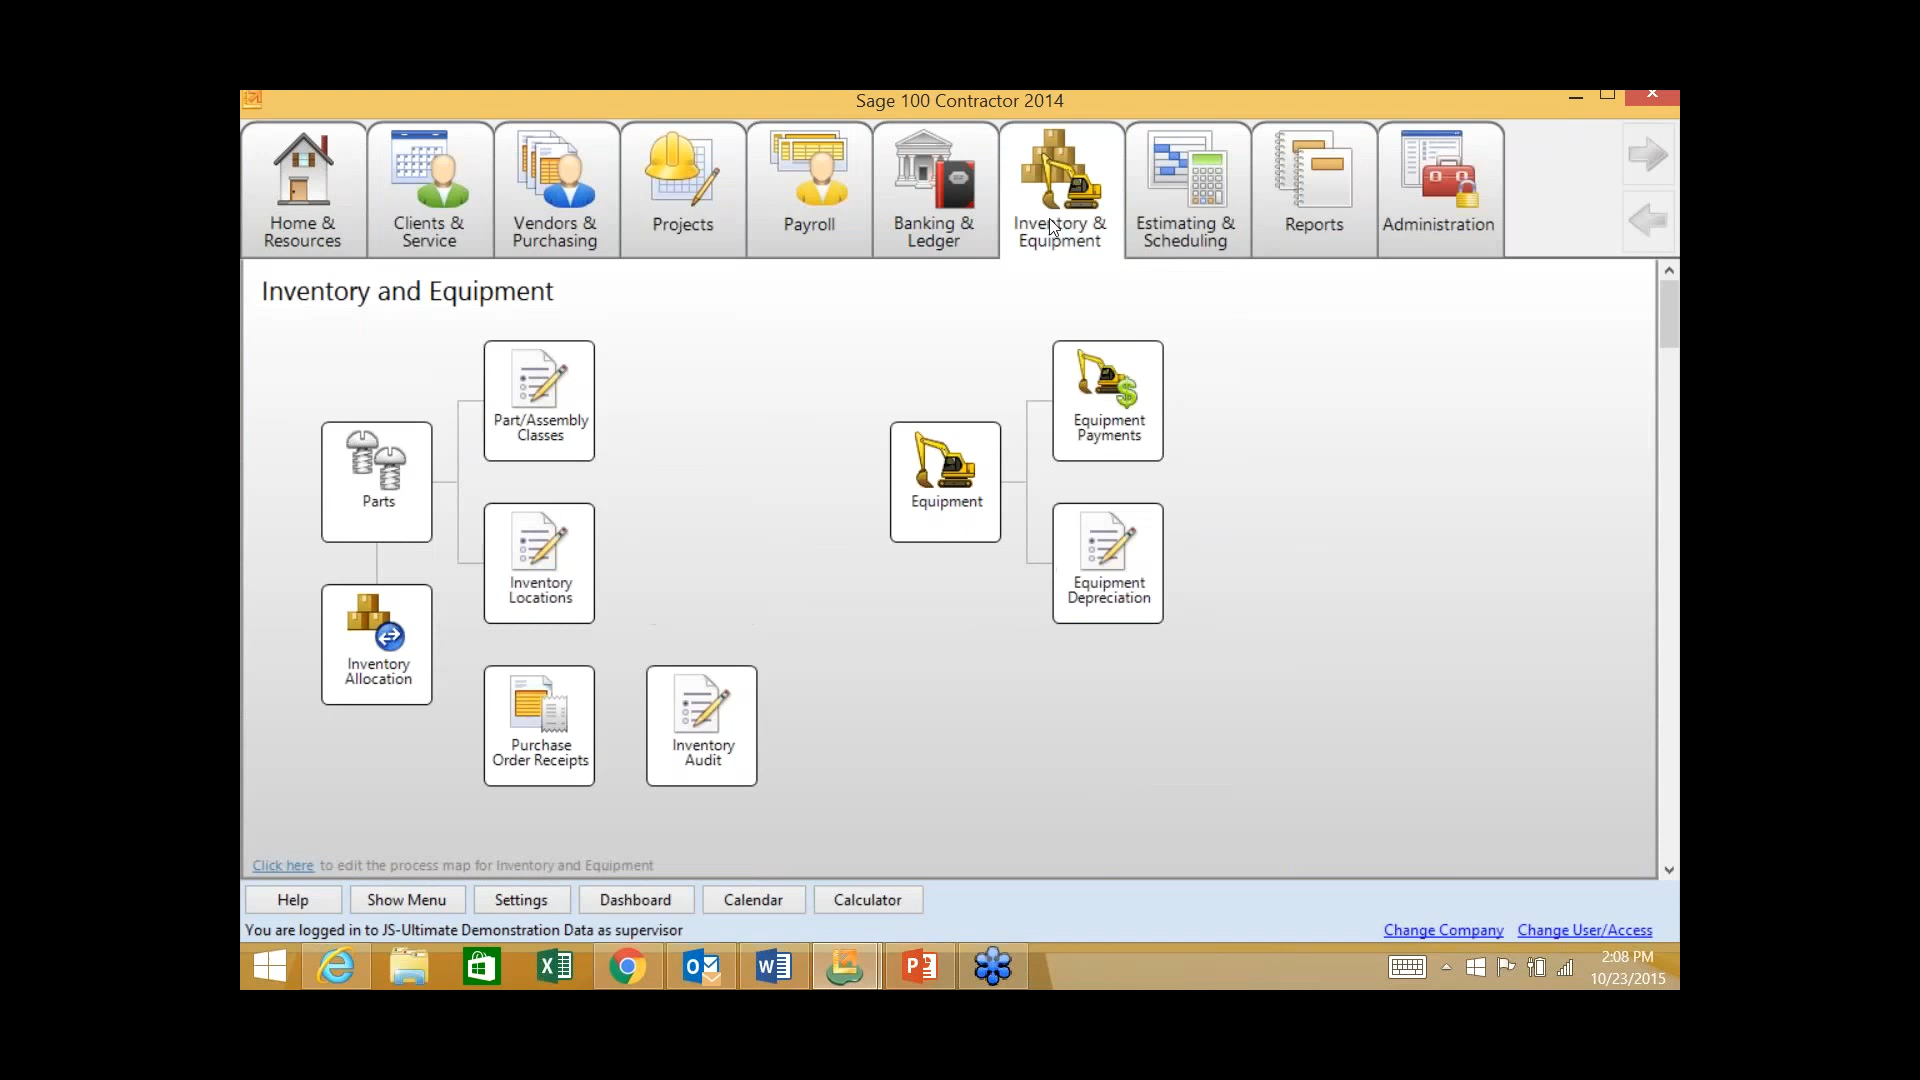 Sage 100 Contractor 2014
Home &
Resources
Clients &
Service
Vendors &
Purchasing
Projects
Payroll
Banking &
Ledger
Inventory &
Equipment
Estimating &
Scheduling
Reports
Administration
Inventory and Equipment
Part/Assembly
Classes
Equipment
Payments
Parts
Equipment
Inventory
Locations
Equipment
Depreciation
Inventory
Allocation
Purchase
Order Receipts
Inventory
Audit
Click here to edit the process map for Inventory and Equipment
Help
Show Menu
Settings
Dashboard
Calendar
Calculator
You are logged in to JS-Ultimate Demonstration Data as supervisor
Change Company
Change User/Access
2:08 PM
10/23/2015